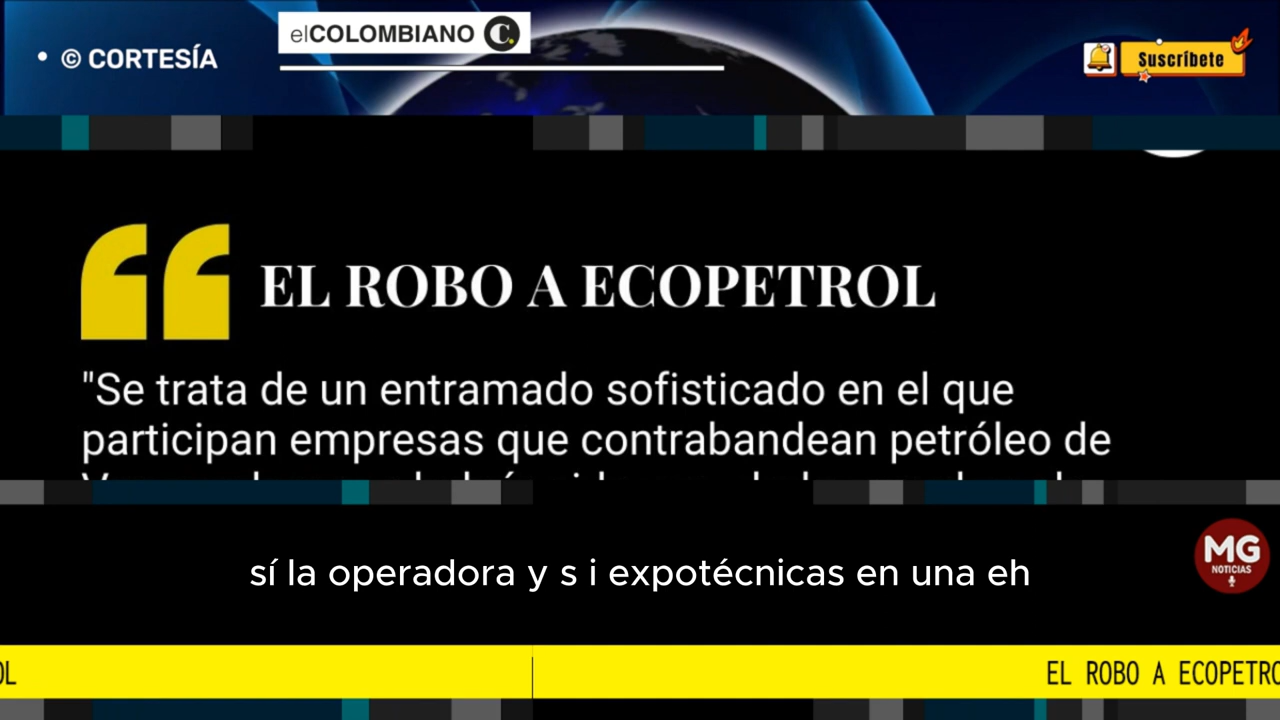 • © CORTESÍA
elCOLOMBIANO C.
Suscríbete
EL ROBO A ECOPETROL
"Se trata de un entramado sofisticado en el que
participan empresas que contrabandean petróleo de
sí la operadora y s i expotécnicas en una eh
MG
NOTICIAS
OL
EL ROBO A ECOPETRO